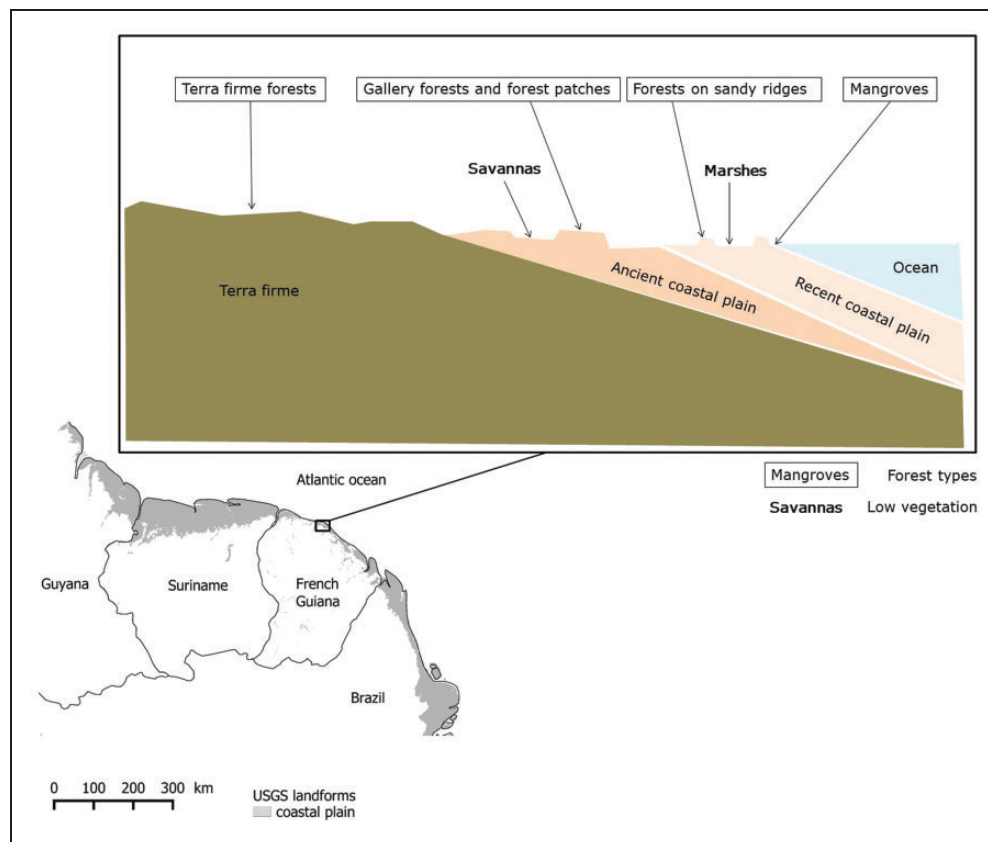 Terra firme forests
Gallery forests and forest patches
Forests on sandy ridges
Mangroves
Savannas
Marshes
Ocean
Terra firme
Ancient coastal plain
Recent coastal plain
Atlantic ocean
Mangroves Forest types
Savannas Low vegetation
Guyana
Suriname
French
Guiana
Brazil
0 100 200 300 km
USGS landforms
coastal plain